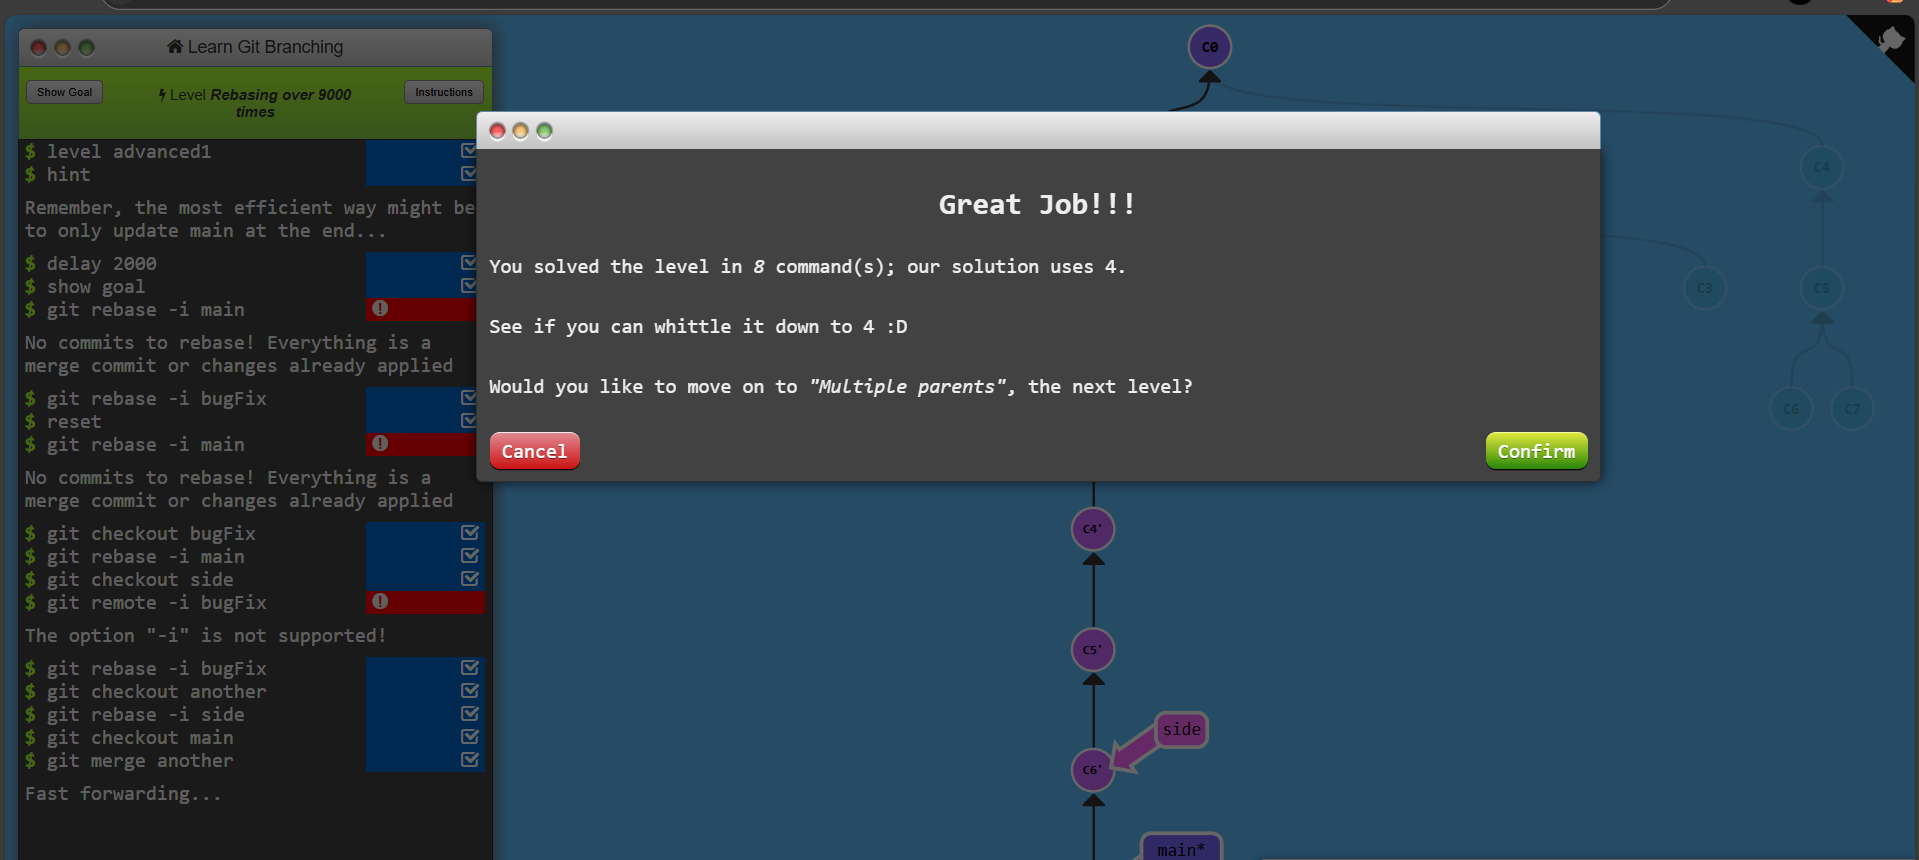 Learn Git Branching
Show Goal
Level Rebasing over 9000
times
Instructions
$ level advanced1
$ hint
Remember, the most efficient way might be
to only update main at the end...
$ delay 2000
$ show goal
$ git rebase -i main
No commits to rebase! Everything is a
merge commit or changes already applied
$ git rebase -i bugFix
$ reset
$ git rebase -i main
No commits to rebase! Everything is a
merge commit or changes already applied
$ git checkout bugFix
$ git rebase -i main
$ git checkout side
$ git remote -i bugFix
The option "-i" is not supported!
$ git rebase -i bugFix
$ git checkout another
$ git rebase -i side
$ git checkout main
$ git merge another
Fast forwarding...
Great Job!!!
You solved the level in 8 command(s); our solution uses 4.
See if you can whittle it down to 4 :D
Would you like to move on to "Multiple parents", the next level?
Cancel
Confirm
C0
C4
C3
C5
C6
C7
C4'
C5'
side
C6'
main*